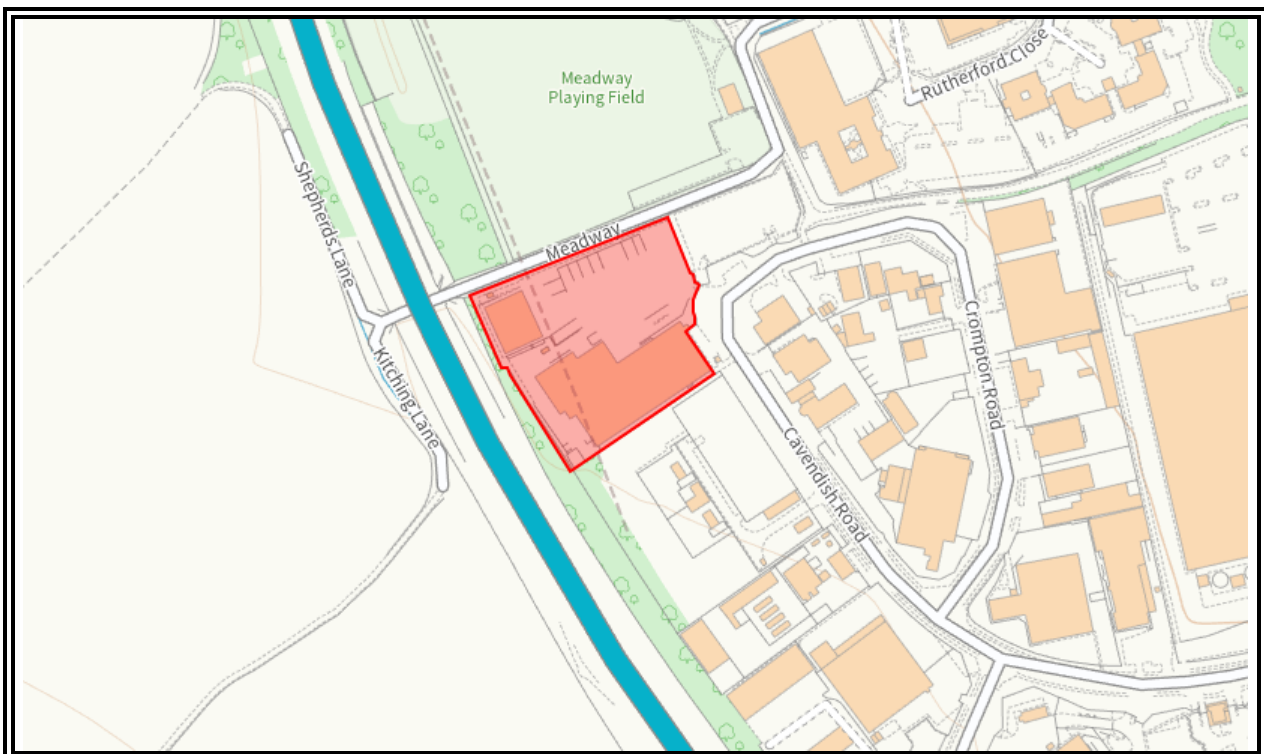 Meadway
Playing Field
Rutherford Close
Shepherds Lane
Meadway
Kitching Lane
Crompton Road
Cavendish Road